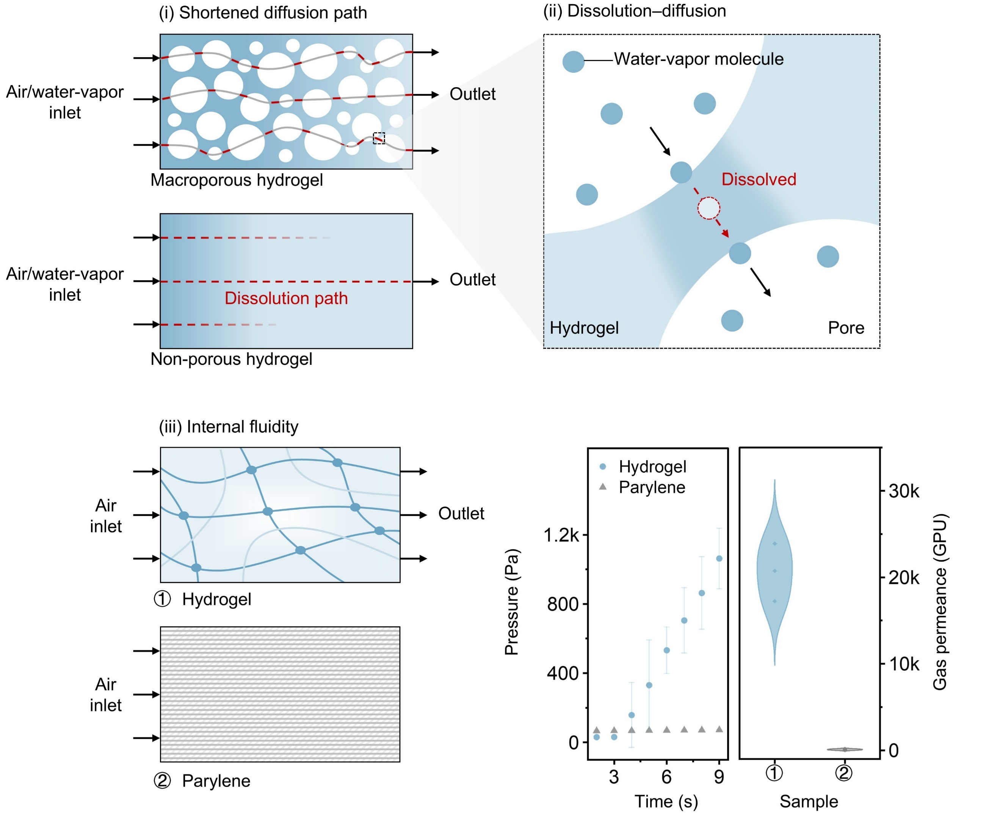 (i) Shortened diffusion path
Air/water-vapor
inlet
Outlet
Macroporous hydrogel
Air/water-vapor
inlet
Outlet
Dissolution path
Non-porous hydrogel
(ii) Dissolution–diffusion
Water-vapor molecule
Dissolved
Hydrogel
Pore
(iii) Internal fluidity
Air
inlet
Outlet
① Hydrogel
Air
inlet
② Parylene
Hydrogel
Parylene
Pressure (Pa)
1.2k
800
400
0
3 6 9
Time (s)
30k
20k
10k
0
Gas permeance (GPU)
① ②
Sample